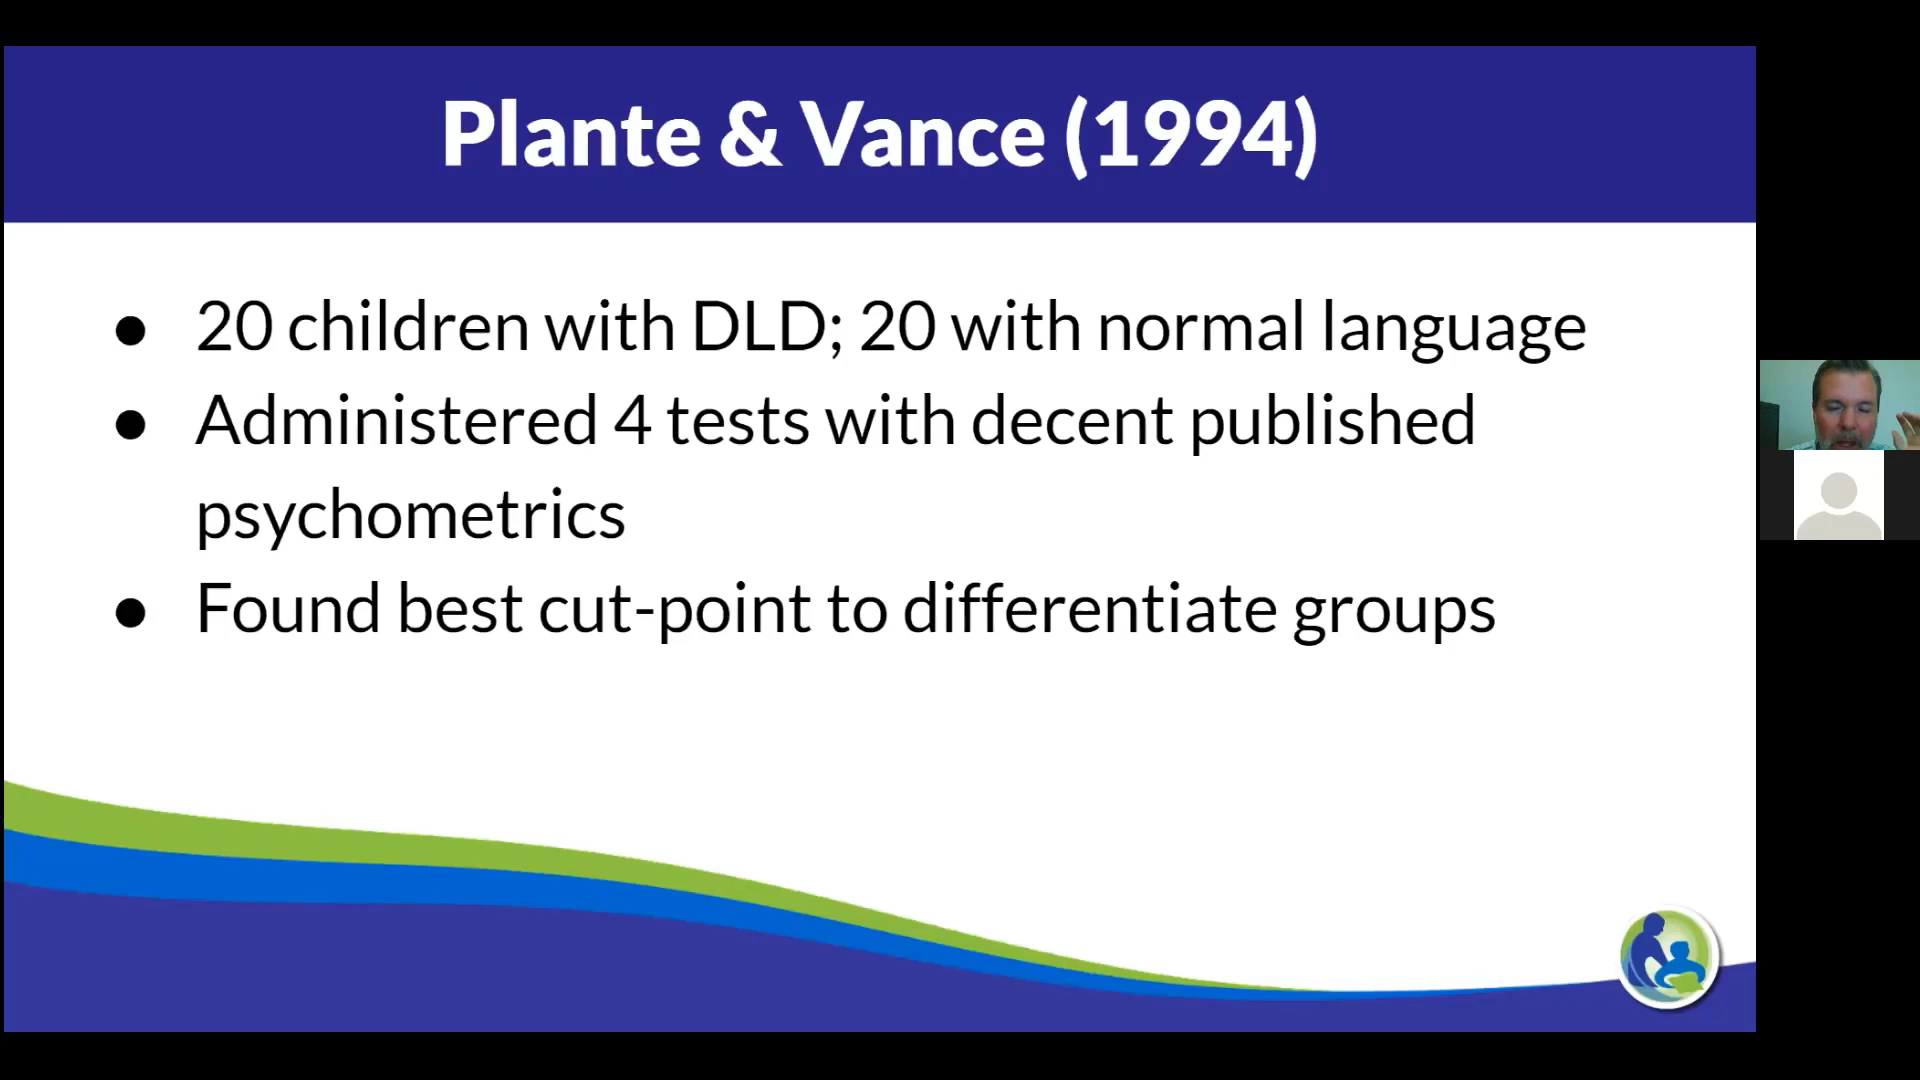 Plante & Vance (1994)
● 20 children with DLD; 20 with normal language
● Administered 4 tests with decent published
psychometrics
● Found best cut-point to differentiate groups